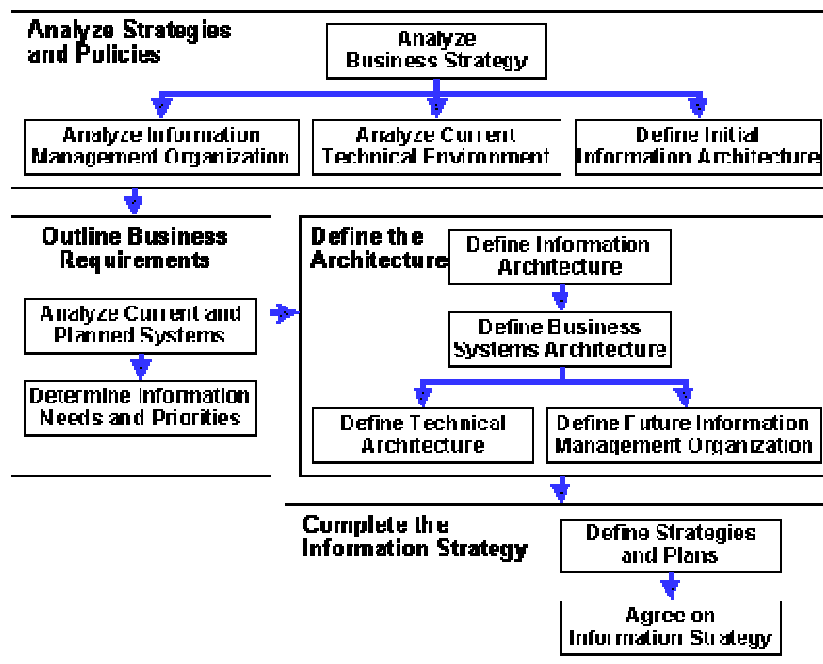 Analyze Strategies
and Policies
Analyze
Business Strategy
Analyze Information
Management Organization
Analyze Current
Technical Environment
Define Initial
Information Architecture
Outline Business
Requirements
Analyze Current and
Planned Systems
Determine Information
Needs and Priorities
Define the
Architecture
Define Information
Architecture
Define Business
Systems Architecture
Define Technical
Architecture
Define Future Information
Management Organization
Complete the
Information Strategy
Define Strategies
and Plans
Agree on
Information Strategy